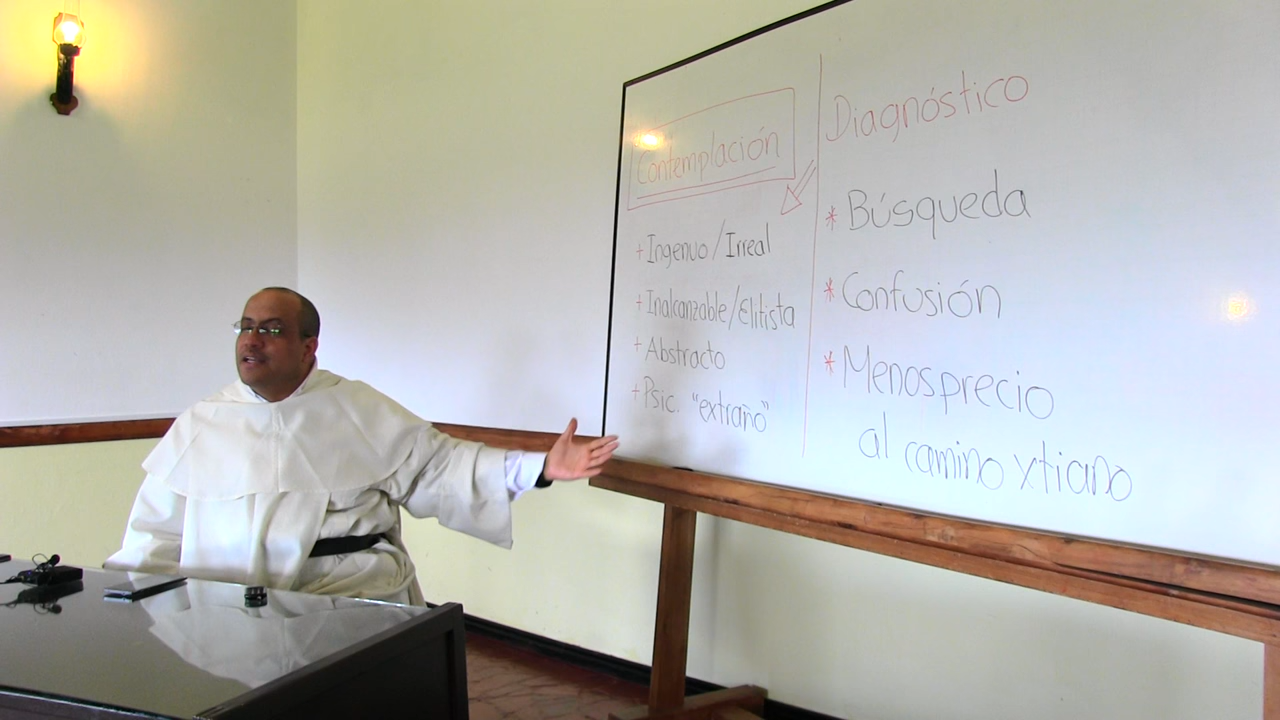 Contemplación
+ Ingenuo/Irreal
+ Inalcanzable/Elitista
+ Abstracto
+ Psic. "extraño"
Diagnóstico
* Búsqueda
* Confusión
* Menosprecio
al camino xtiano